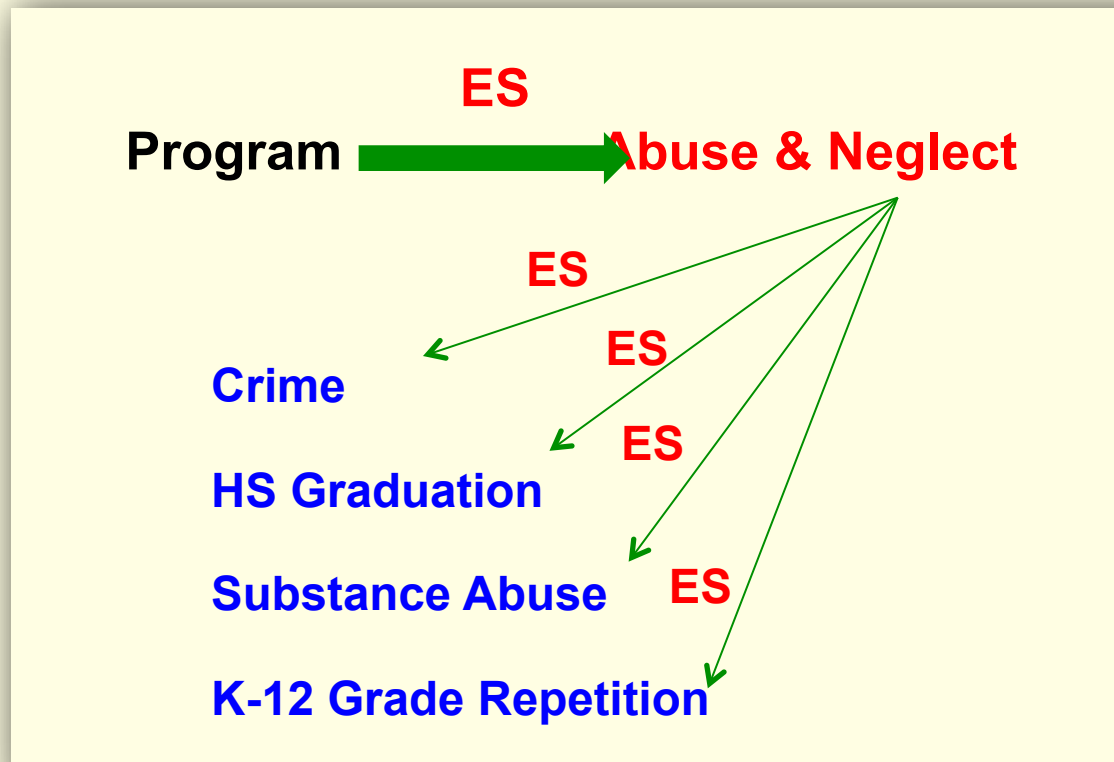 ES
Program Abuse & Neglect
ES
ES
Crime
ES
HS Graduation
ES
Substance Abuse
K-12 Grade Repetition